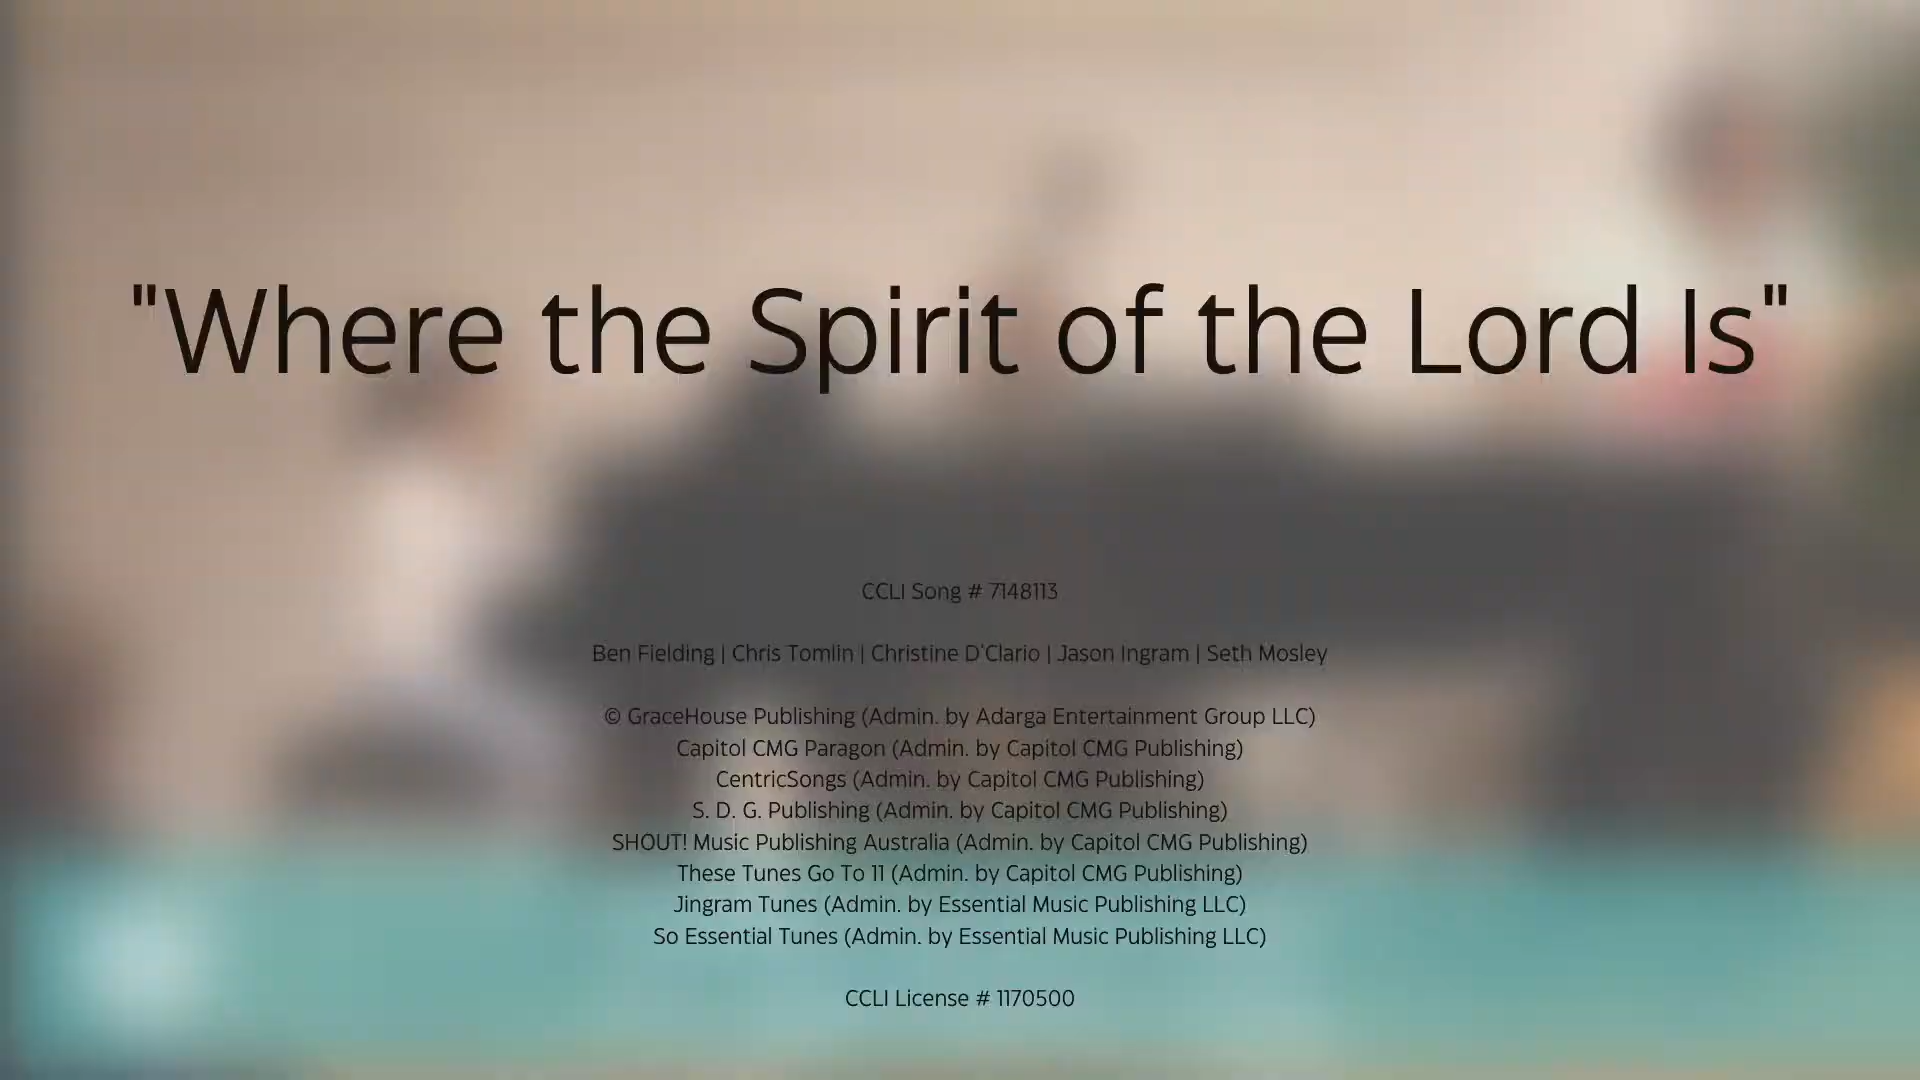 "Where the Spirit of the Lord Is"
CCLI Song # 7148113
Ben Fielding | Chris Tomlin | Christine D'Clario | Jason Ingram | Seth Mosley
© GraceHouse Publishing (Admin. by Adarga Entertainment Group LLC)
Capitol CMG Paragon (Admin. by Capitol CMG Publishing)
CentricSongs (Admin. by Capitol CMG Publishing)
S. D. G. Publishing (Admin. by Capitol CMG Publishing)
SHOUT! Music Publishing Australia (Admin. by Capitol CMG Publishing)
These Tunes Go To 11 (Admin. by Capitol CMG Publishing)
Jingram Tunes (Admin. by Essential Music Publishing LLC)
So Essential Tunes (Admin. by Essential Music Publishing LLC)
CCLI License # 1170500